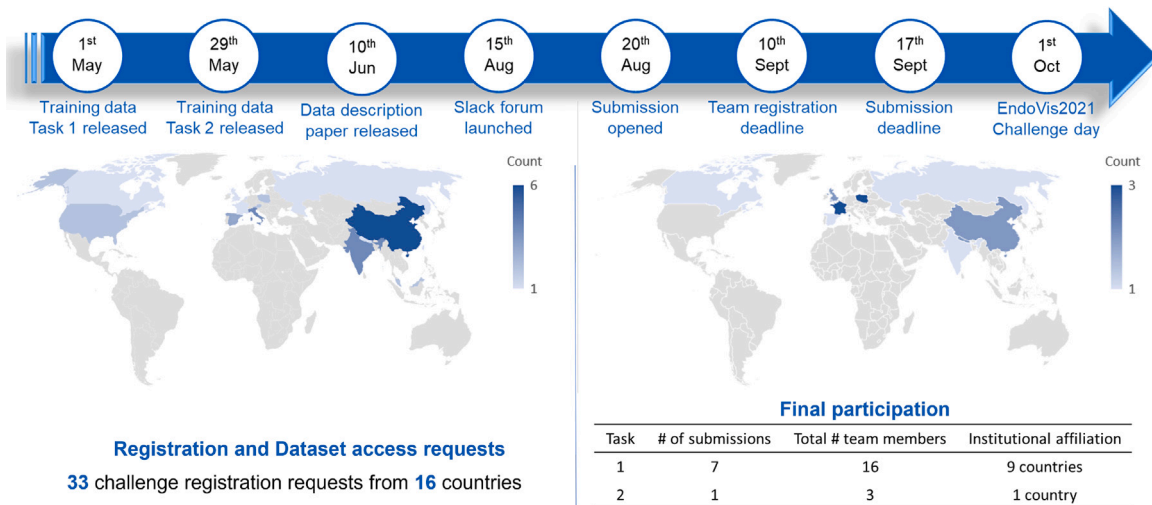 1st May
29th May
10th Jun
15th Aug
20th Aug
10th Sept
17th Sept
1st Oct
Training data
Task 1 released
Training data
Task 2 released
Data description
paper released
Slack forum
launched
Submission
opened
Team registration
deadline
Submission
deadline
EndoVis2021
Challenge day
Count
6
1
Count
3
1
Registration and Dataset access requests
33 challenge registration requests from 16 countries
Final participation
Task # of submissions Total # team members Institutional affiliation
1 7 16 9 countries
2 1 3 1 country